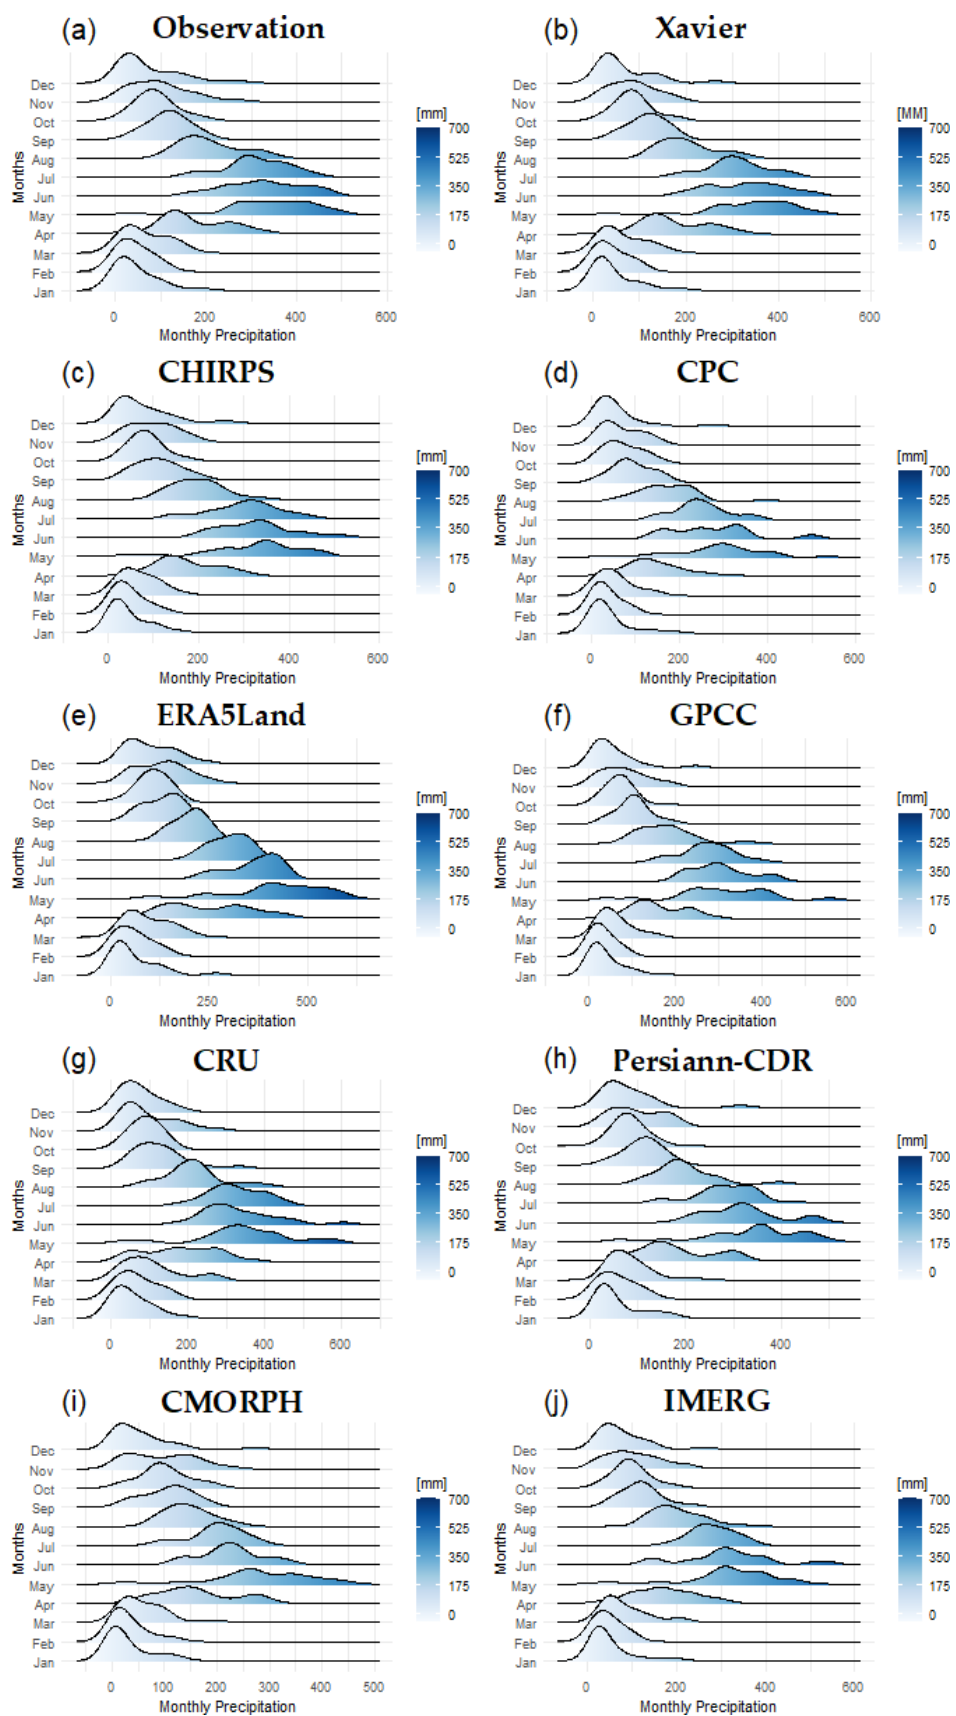 (a) Observation
Dec
Nov
Oct
Sep
Aug
Jul
Jun
May
Apr
Mar
Feb
Jan
Months
[mm]
700
525
350
175
0
0 200 400 600
Monthly Precipitation
(b) Xavier
Dec
Nov
Oct
Sep
Aug
Jul
Jun
May
Apr
Mar
Feb
Jan
Months
[MM]
700
525
350
175
0
0 200 400 600
Monthly Precipitation
(c) CHIRPS
Dec
Nov
Oct
Sep
Aug
Jul
Jun
May
Apr
Mar
Feb
Jan
Months
[mm]
700
525
350
175
0
0 200 400 600
Monthly Precipitation
(d) CPC
Dec
Nov
Oct
Sep
Aug
Jul
Jun
May
Apr
Mar
Feb
Jan
Months
[mm]
700
525
350
175
0
0 200 400 600
Monthly Precipitation
(e) ERA5Land
Dec
Nov
Oct
Sep
Aug
Jul
Jun
May
Apr
Mar
Feb
Jan
Months
[mm]
700
525
350
175
0
0 250 500
Monthly Precipitation
(f) GPCC
Dec
Nov
Oct
Sep
Aug
Jul
Jun
May
Apr
Mar
Feb
Jan
Months
[mm]
700
525
350
175
0
0 200 400 600
Monthly Precipitation
(g) CRU
Dec
Nov
Oct
Sep
Aug
Jul
Jun
May
Apr
Mar
Feb
Jan
Months
[mm]
700
525
350
175
0
0 200 400 600
Monthly Precipitation
(h) Persiann-CDR
Dec
Nov
Oct
Sep
Aug
Jul
Jun
May
Apr
Mar
Feb
Jan
Months
[mm]
700
525
350
175
0
0 200 400
Monthly Precipitation
(i) CMORPH
Dec
Nov
Oct
Sep
Aug
Jul
Jun
May
Apr
Mar
Feb
Jan
Months
[mm]
700
525
350
175
0
0 100 200 300 400 500
Monthly Precipitation
(j) IMERG
Dec
Nov
Oct
Sep
Aug
Jul
Jun
May
Apr
Mar
Feb
Jan
Months
[mm]
700
525
350
175
0
0 200 400 600
Monthly Precipitation